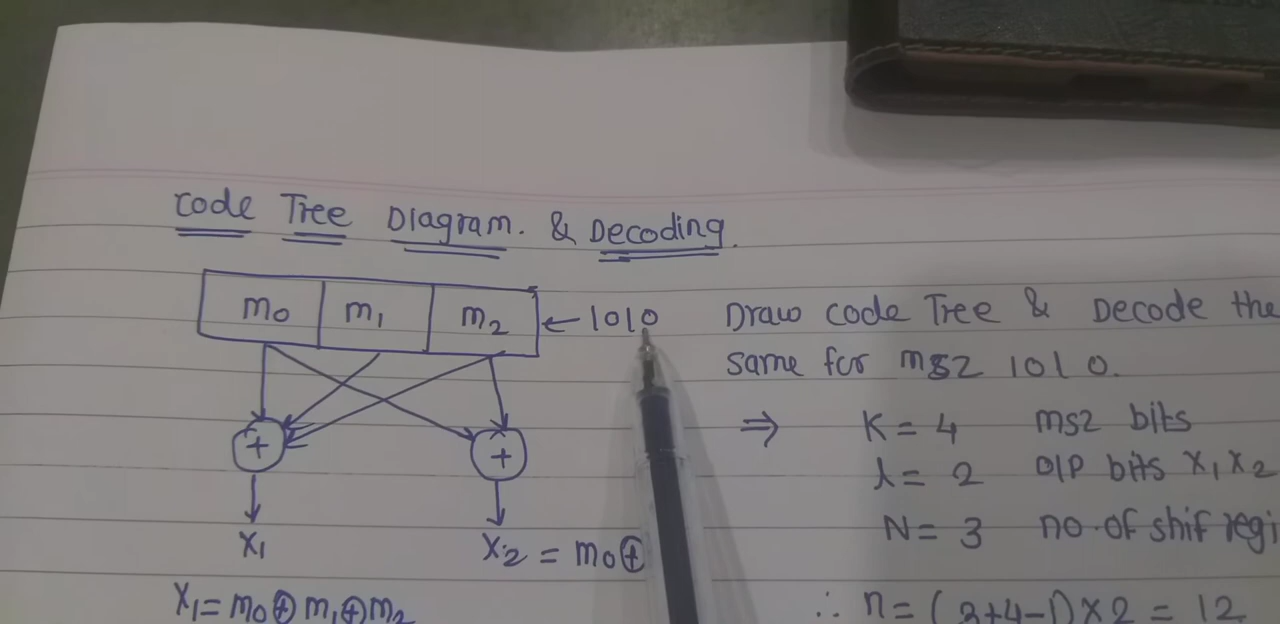 Code Tree Diagram. & Decoding.
m0 m1 m2 ← 1010
Draw code Tree & Decode the
same for msz 1010.
⇒ K = 4 msz bits
λ = 2 O/P bits X1 X2
N = 3 no. of shif regi
+ +
X1 X2 = m0⊕
X1 = m0⊕m1⊕m2
∴ n = (3+4-1)×2 = 12